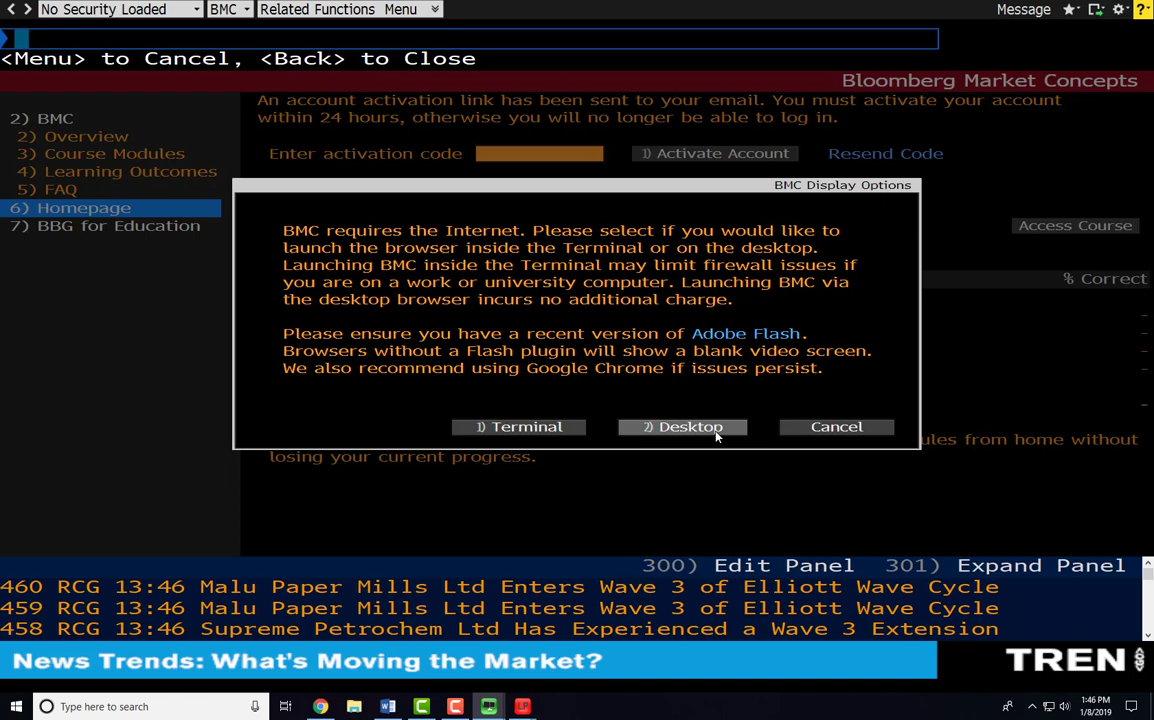 No Security Loaded BMC Related Functions Menu Message ?
<Menu> to Cancel, <Back> to Close
Bloomberg Market Concepts
An account activation link has been sent to your email. You must activate your account
within 24 hours, otherwise you will no longer be able to log in.
2) BMC
2) Overview
3) Course Modules
4) Learning Outcomes
5) FAQ
6) Homepage
7) BBG for Education
Enter activation code 1) Activate Account Resend Code
BMC Display Options
BMC requires the Internet. Please select if you would like to
launch the browser inside the Terminal or on the desktop.
Launching BMC inside the Terminal may limit firewall issues if
you are on a work or university computer. Launching BMC via
the desktop browser incurs no additional charge.
Please ensure you have a recent version of Adobe Flash.
Browsers without a Flash plugin will show a blank video screen.
We also recommend using Google Chrome if issues persist.
1) Terminal 2) Desktop Cancel
Access Course
% Correct
ules from home without
losing your current progress.
300) Edit Panel 301) Expand Panel
460 RCG 13:46 Malu Paper Mills Ltd Enters Wave 3 of Elliott Wave Cycle
459 RCG 13:46 Malu Paper Mills Ltd Enters Wave 3 of Elliott Wave Cycle
458 RCG 13:46 Supreme Petrochem Ltd Has Experienced a Wave 3 Extension
News Trends: What's Moving the Market? TREN GO
Type here to search
LP
1:46 PM
1/8/2019